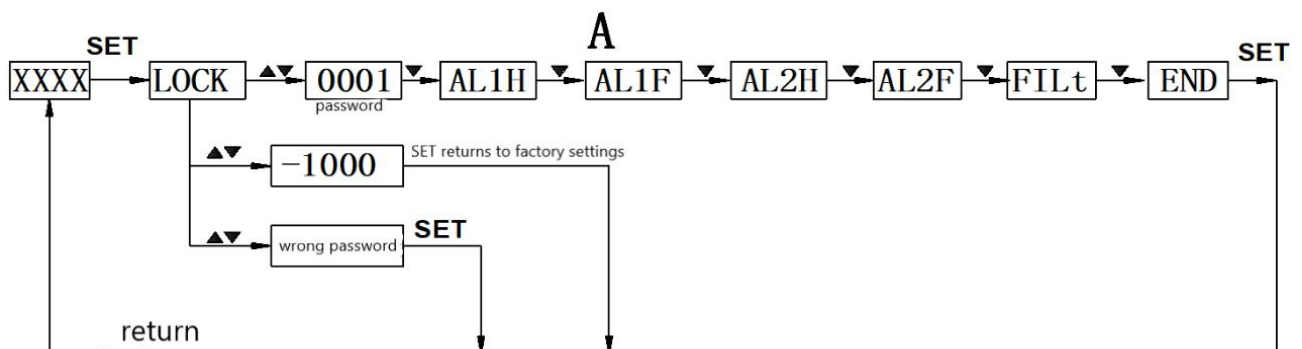 A
SET
SET
XXXX
LOCK
0001
AL1H
AL1F
AL2H
AL2F
FILt
END
password
-1000
SET returns to factory settings
wrong password
SET
return